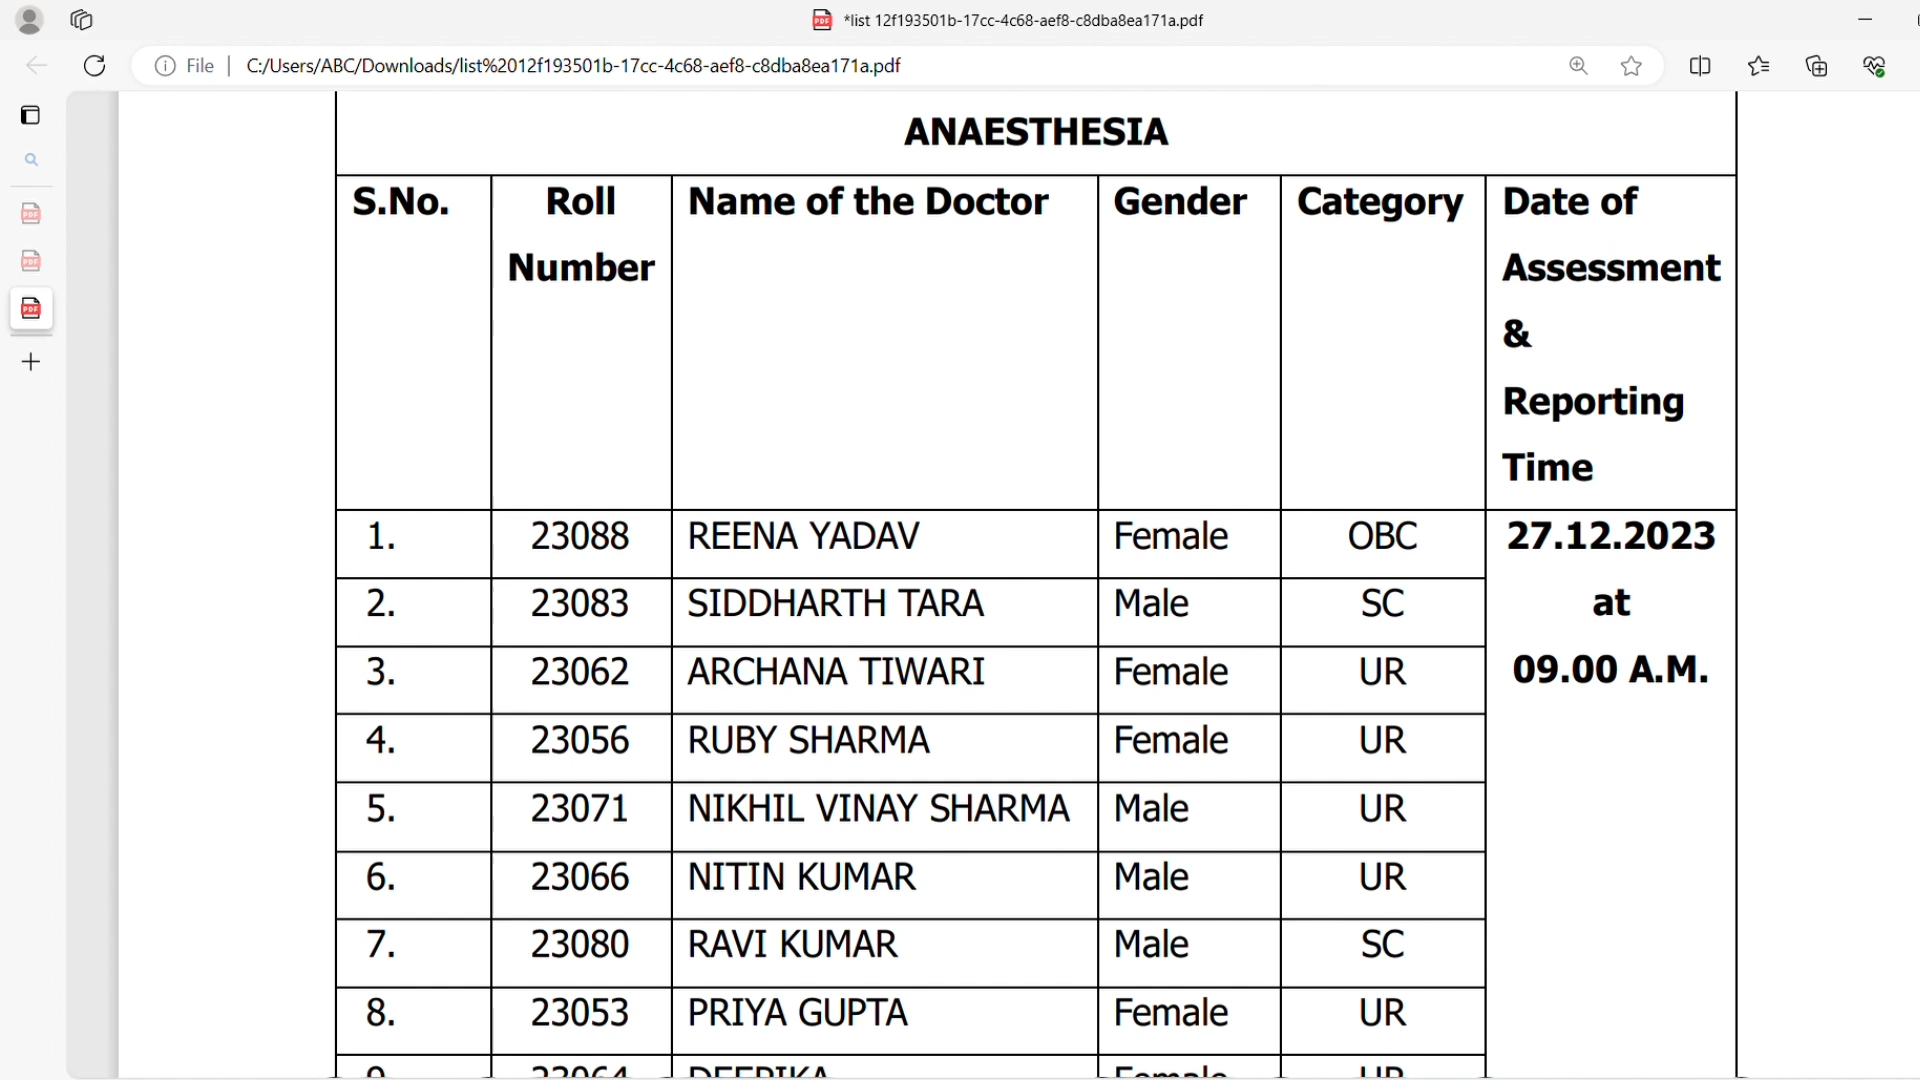 *list 12f193501b-17cc-4c68-aef8-c8dba8ea171a.pdf
File | C:/Users/ABC/Downloads/list%2012f193501b-17cc-4c68-aef8-c8dba8ea171a.pdf
ANAESTHESIA
S.No. Roll Number Name of the Doctor Gender Category Date of Assessment & Reporting Time
1. 23088 REENA YADAV Female OBC 27.12.2023
2. 23083 SIDDHARTH TARA Male SC at
3. 23062 ARCHANA TIWARI Female UR 09.00 A.M.
4. 23056 RUBY SHARMA Female UR
5. 23071 NIKHIL VINAY SHARMA Male UR
6. 23066 NITIN KUMAR Male UR
7. 23080 RAVI KUMAR Male SC
8. 23053 PRIYA GUPTA Female UR